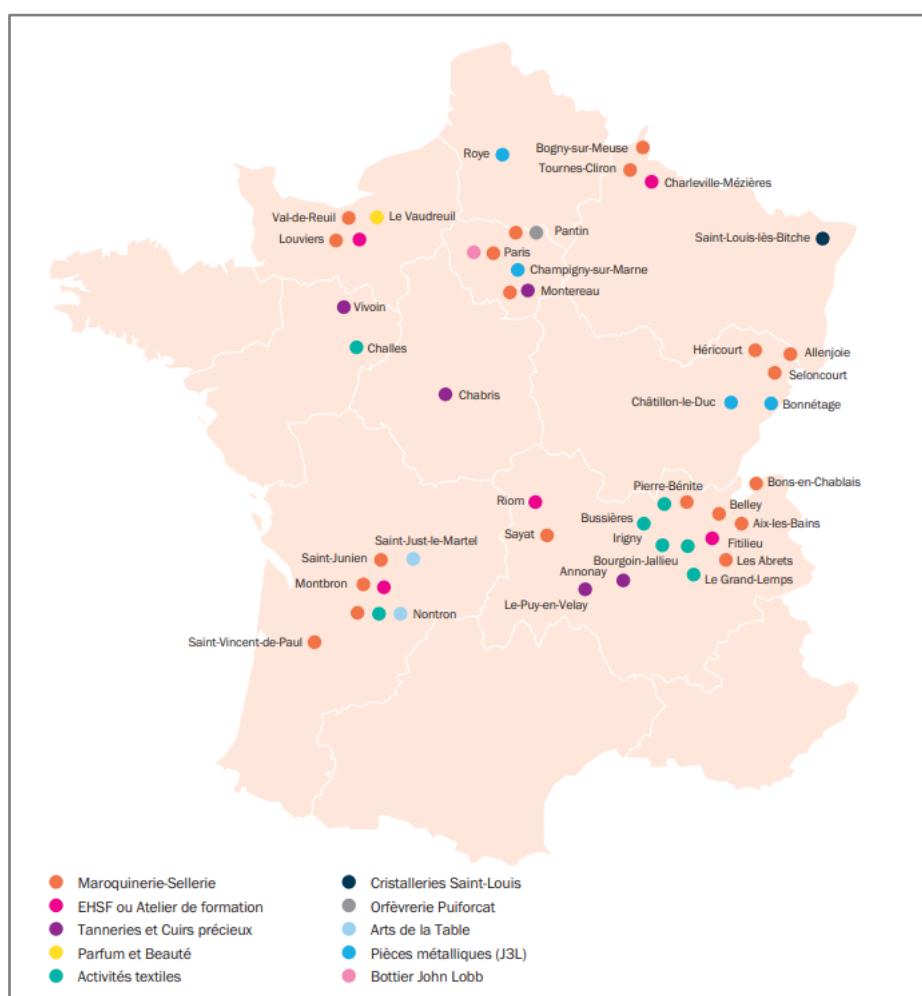 Bogny-sur-Meuse
Roye
Tournes-Cliron
Charleville-Mézières
Val-de-Reuil
Le Vaudreuil
Louviers
Pantin
Saint-Louis-lès-Bitche
Paris
Champigny-sur-Marne
Montereau
Vivoin
Challes
Héricourt
Allenjoie
Seloncourt
Chabris
Châtillon-le-Duc
Bonnétage
Bons-en-Chablais
Pierre-Bénite
Riom
Belley
Bussières
Aix-les-Bains
Sayat
Irigny
Fitilieu
Saint-Just-le-Martel
Saint-Junien
Bourgoin-Jallieu
Les Abrets
Annonay
Le Grand-Lemps
Montbron
Le-Puy-en-Velay
Nontron
Saint-Vincent-de-Paul
Maroquinerie-Sellerie
EHSF ou Atelier de formation
Tanneries et Cuirs précieux
Parfum et Beauté
Activités textiles
Cristalleries Saint-Louis
Orfèvrerie Puiforcat
Arts de la Table
Pièces métalliques (J3L)
Bottier John Lobb